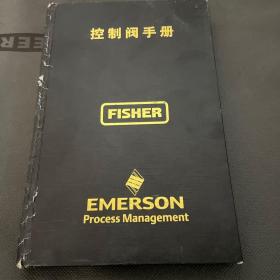 控制阀手册
FISHER
EMERSON
Process Management